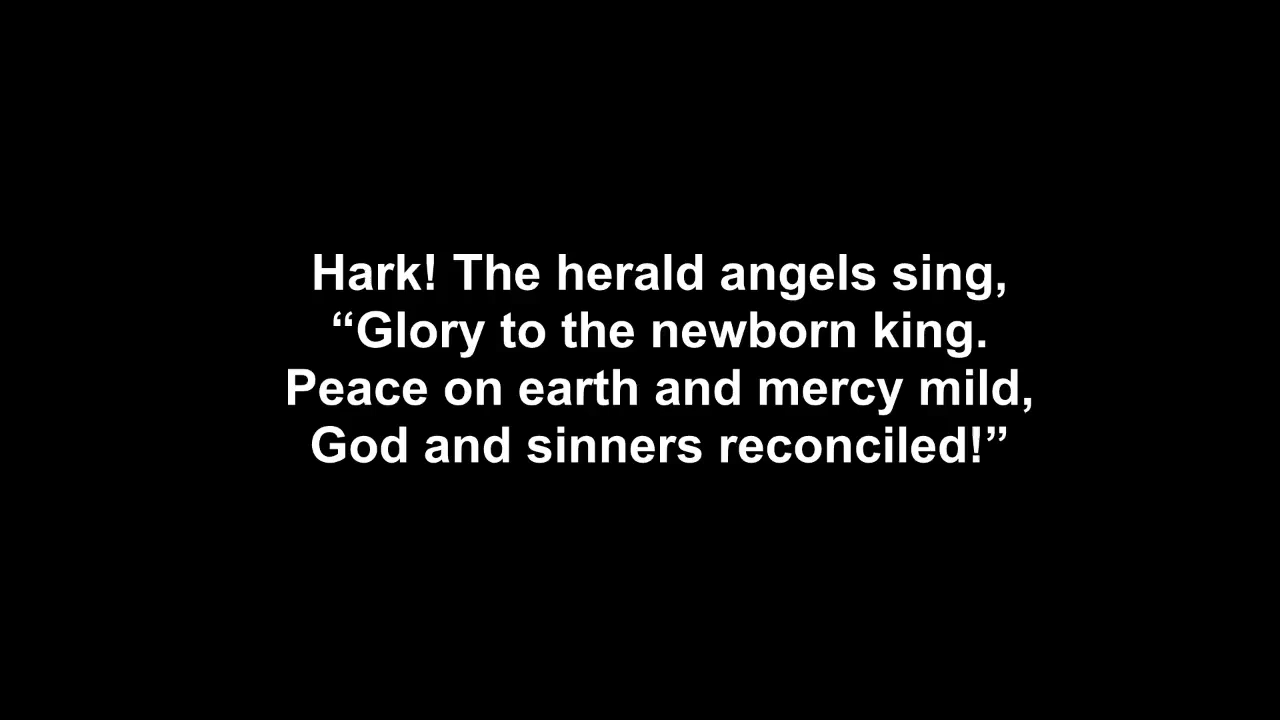 Hark! The herald angels sing,
“Glory to the newborn king.
Peace on earth and mercy mild,
God and sinners reconciled!”